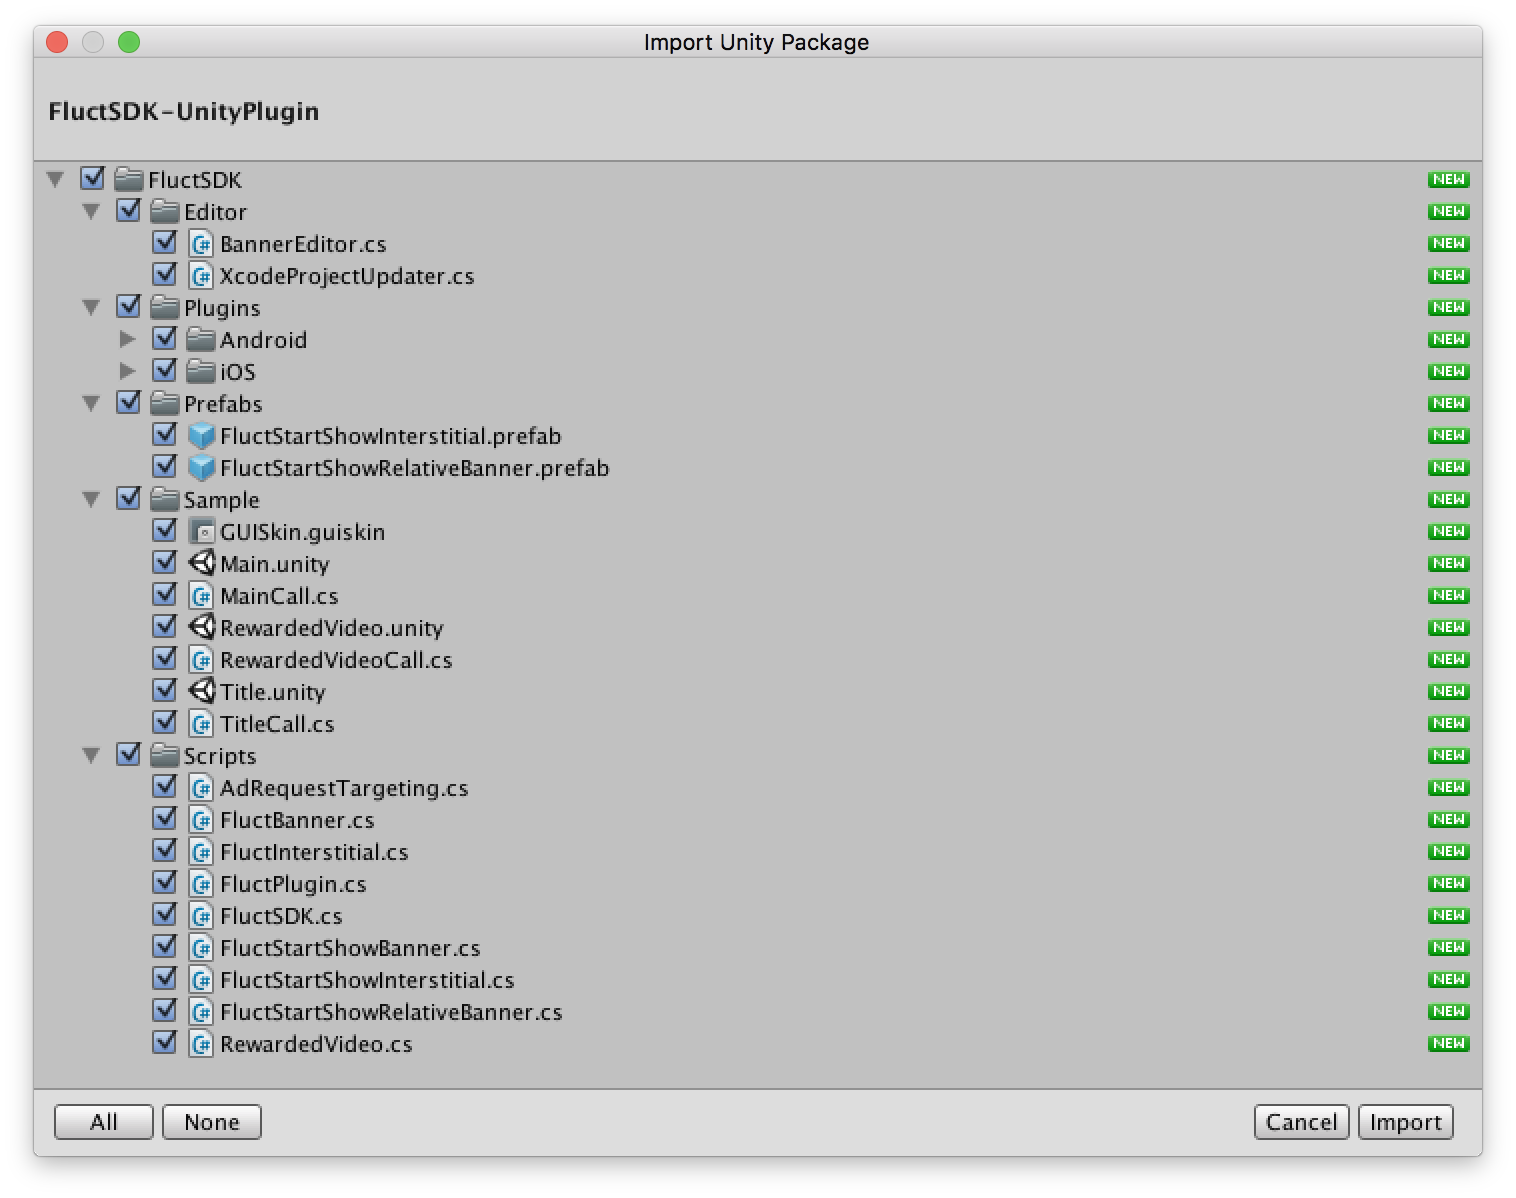 Import Unity Package
FluctSDK-UnityPlugin
FluctSDK NEW
Editor NEW
C# BannerEditor.cs NEW
C# XcodeProjectUpdater.cs NEW
Plugins NEW
Android NEW
iOS NEW
Prefabs NEW
FluctStartShowInterstitial.prefab NEW
FluctStartShowRelativeBanner.prefab NEW
Sample NEW
GUISkin.guiskin NEW
Main.unity NEW
C# MainCall.cs NEW
RewardedVideo.unity NEW
C# RewardedVideoCall.cs NEW
Title.unity NEW
C# TitleCall.cs NEW
Scripts NEW
C# AdRequestTargeting.cs NEW
C# FluctBanner.cs NEW
C# FluctInterstitial.cs NEW
C# FluctPlugin.cs NEW
C# FluctSDK.cs NEW
C# FluctStartShowBanner.cs NEW
C# FluctStartShowInterstitial.cs NEW
C# FluctStartShowRelativeBanner.cs NEW
C# RewardedVideo.cs NEW
All None Cancel Import